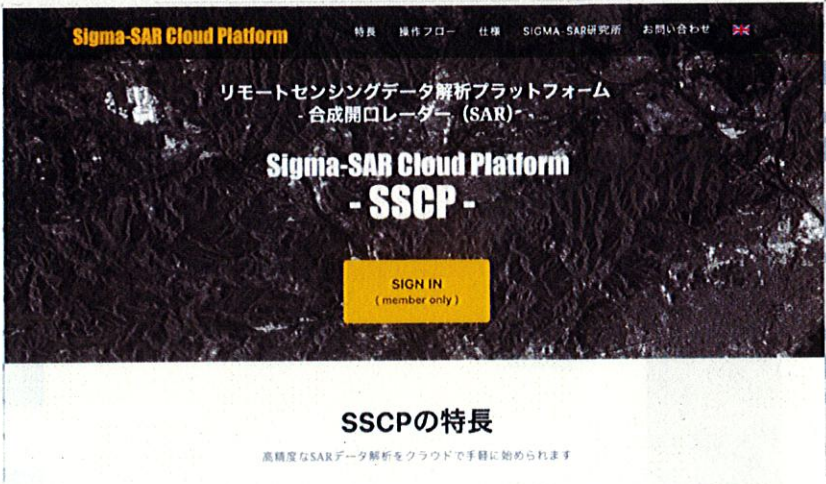 Sigma-SAR Cloud Platform 特長 操作フロー 仕様 SIGMA-SAR研究所 お問い合わせ
リモートセンシングデータ解析プラットフォーム
- 合成開口レーダー（SAR）-
Sigma-SAR Cloud Platform
- SSCP -
SIGN IN
( member only )
SSCPの特長
高精度なSARデータ解析をクラウドで手軽に始められます